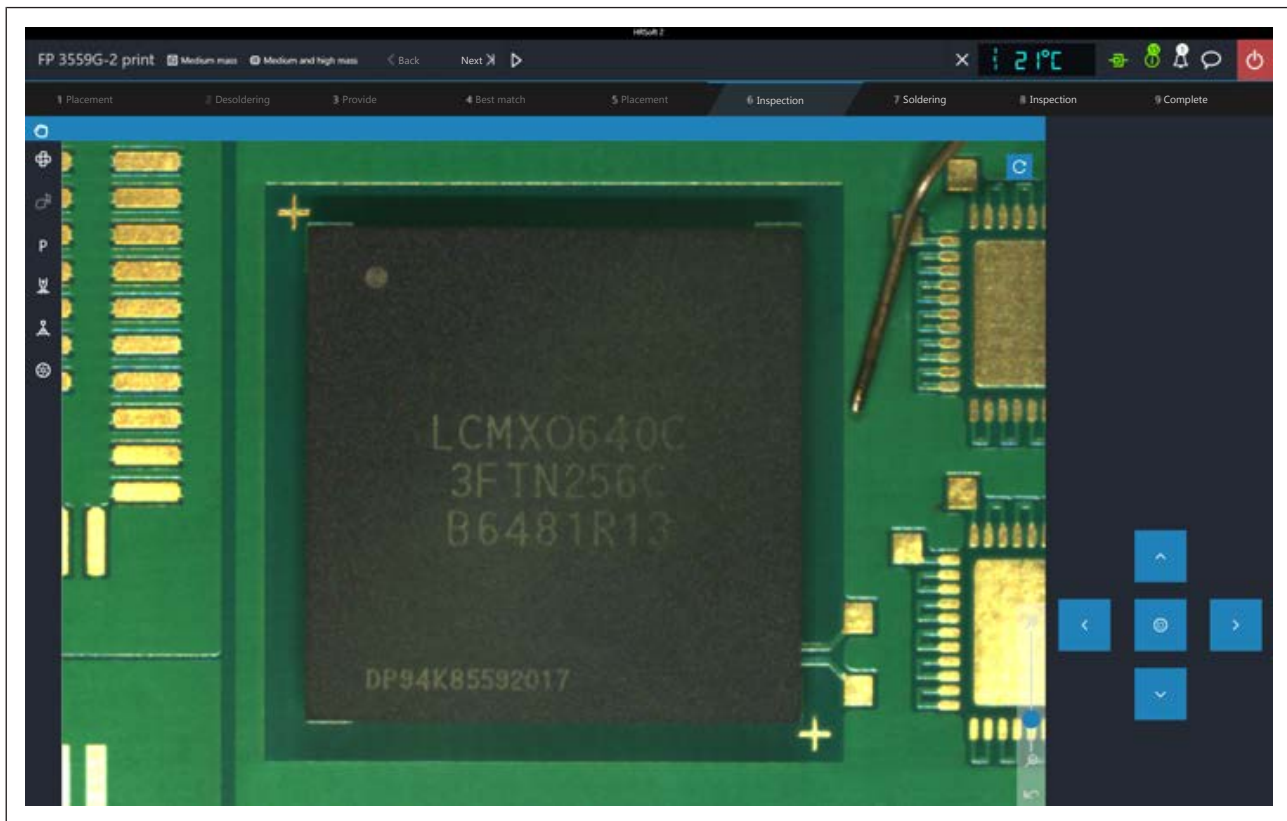 HRSoft 2
FP 3559G-2 print Medium mass Medium and high mass Back Next 21°C
1 Placement 2 Desoldering 3 Provide 4 Best match 5 Placement 6 Inspection 7 Soldering 8 Inspection 9 Complete
P
LCMXO640C
3FTN256C
B6481R13
DP94K85592017